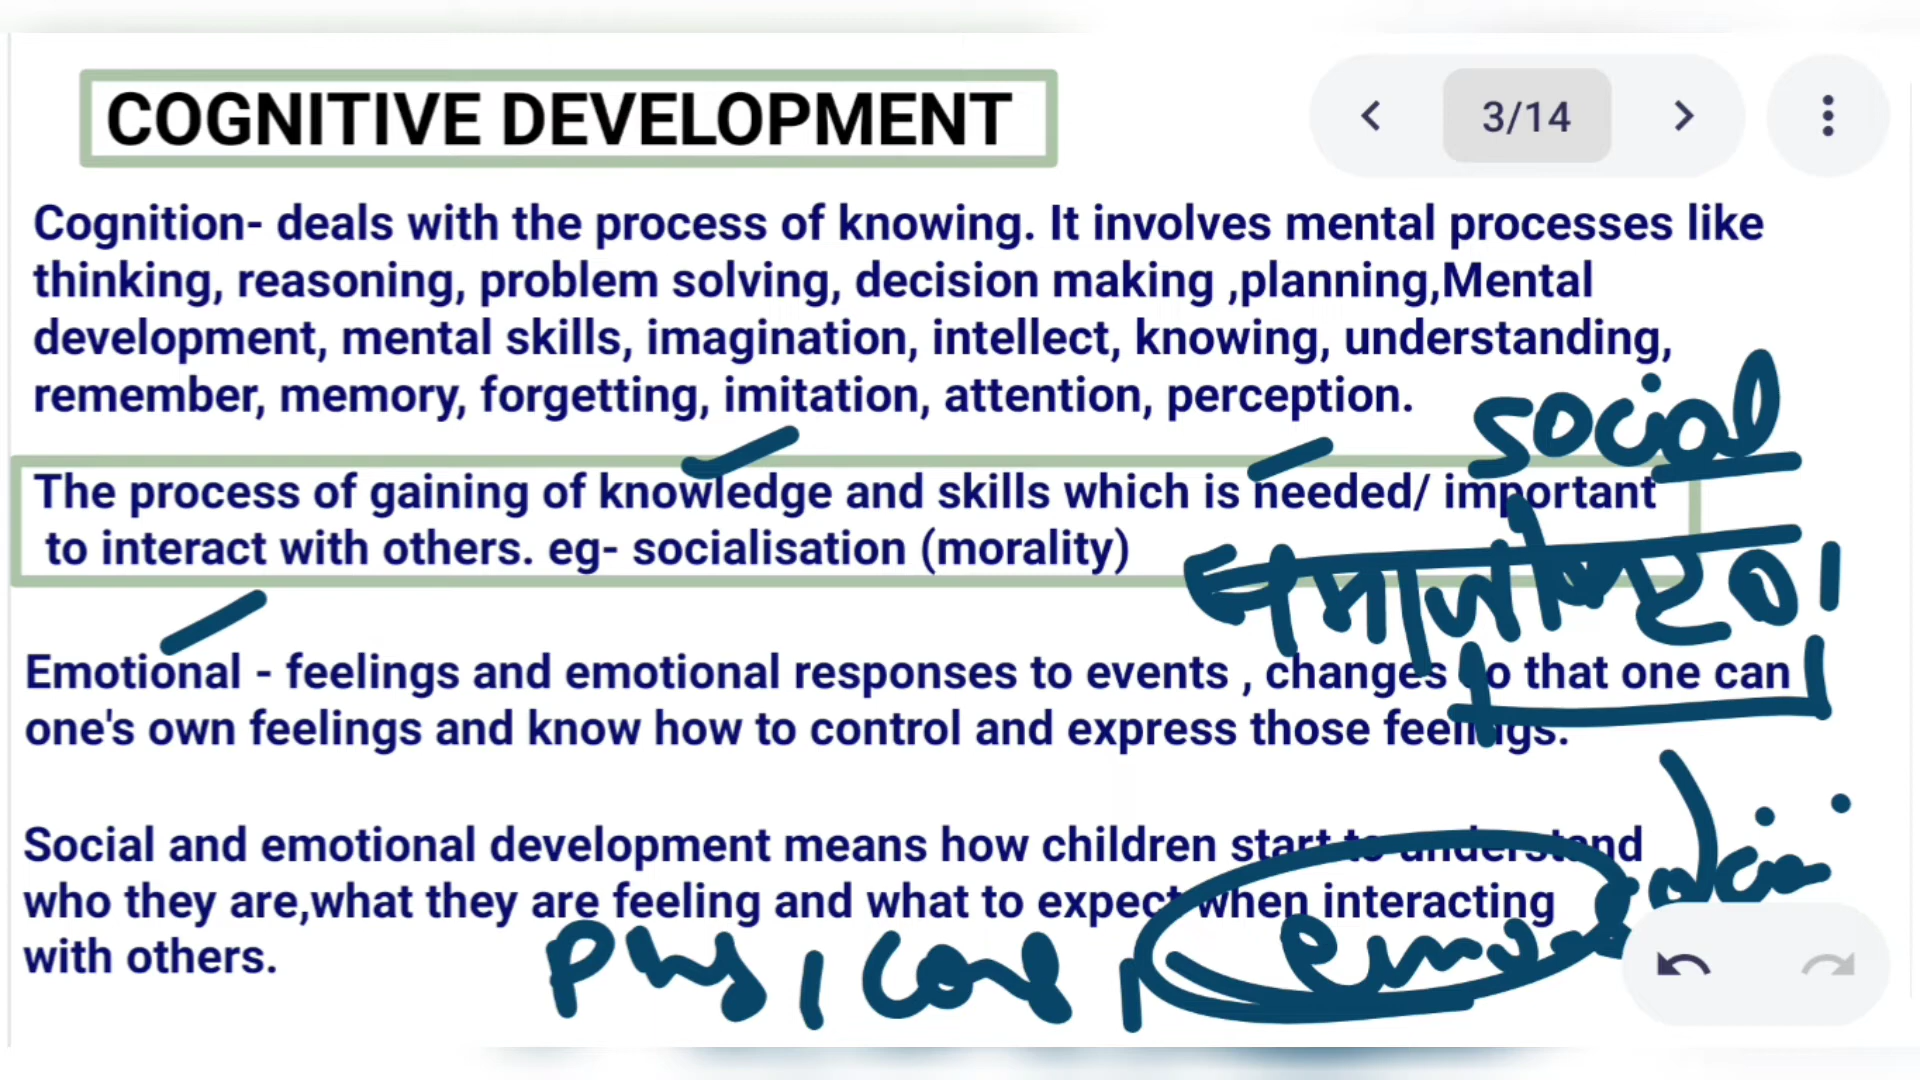 COGNITIVE DEVELOPMENT
3/14
Cognition- deals with the process of knowing. It involves mental processes like
thinking, reasoning, problem solving, decision making ,planning,Mental
development, mental skills, imagination, intellect, knowing, understanding,
remember, memory, forgetting, imitation, attention, perception.
social
The process of gaining of knowledge and skills which is needed/ important
to interact with others. eg- socialisation (morality)
Emotional - feelings and emotional responses to events , changes so that one can
one's own feelings and know how to control and express those feelings.
Social and emotional development means how children start to understand
who they are,what they are feeling and what to expect when interacting
with others.